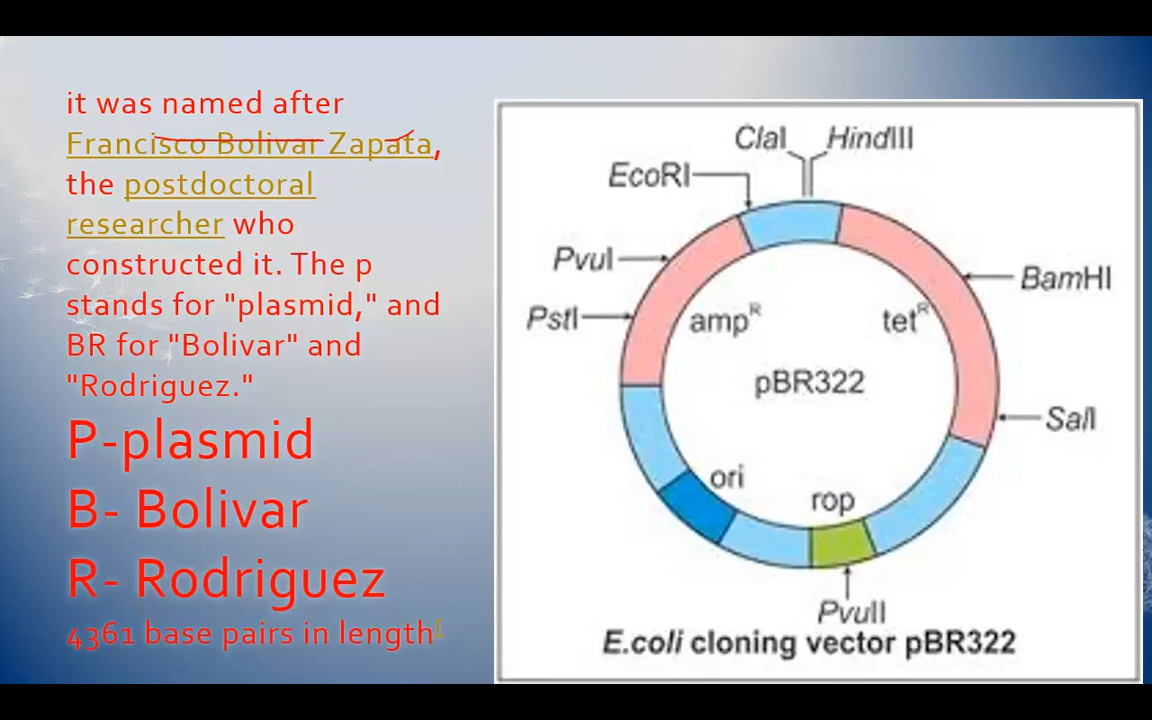 it was named after
Francisco Bolivar Zapata,
the postdoctoral
researcher who
constructed it. The p
stands for "plasmid," and
BR for "Bolivar" and
"Rodriguez."
P-plasmid
B- Bolivar
R- Rodriguez
4361 base pairs in length
ClaI HindIII
EcoRI
PvuI
BamHI
PstI
ampR
tetR
pBR322
SalI
ori
rop
PvuII
E.coli cloning vector pBR322